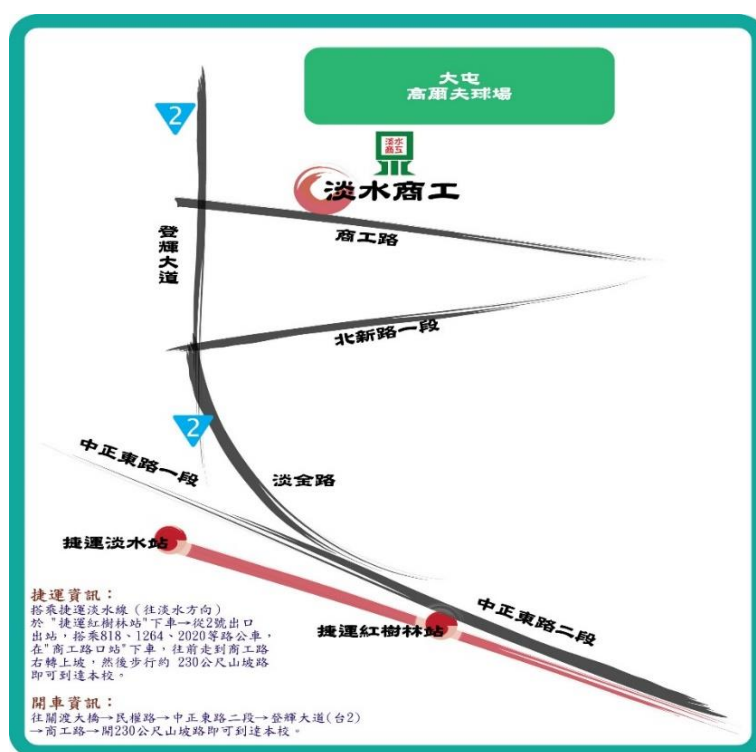 大屯
高爾夫球場
2
淡水
商工
淡水商工
商工路
登輝大道
北新路一段
2
中正東路一段
淡金路
捷運淡水站
中正東路二段
捷運紅樹林站
捷運資訊：
搭乘捷運淡水線（往淡水方向）
於 "捷運紅樹林站"下車→從2號出口
出站，搭乘818、1264、2020等路公車，
在"商工路口站"下車，往前走到商工路
右轉上坡，然後步行約 230公尺山坡路
即可到達本校。
開車資訊：
往關渡大橋→民權路→中正東路二段→登輝大道(台2)
→商工路→開230公尺山坡路即可到達本校。